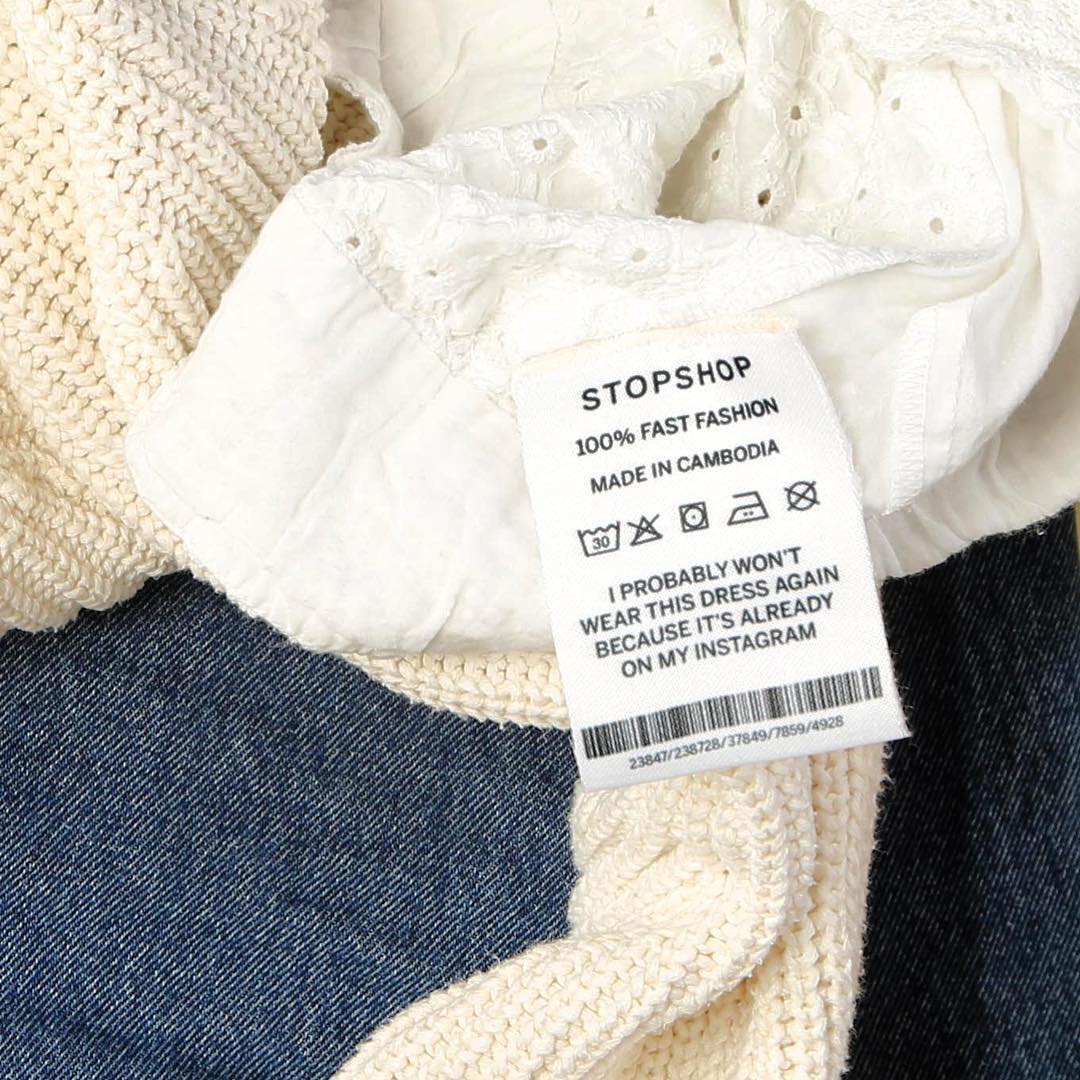 STOPSHOP
100% FAST FASHION
MADE IN CAMBODIA
30
I PROBABLY WON'T
WEAR THIS DRESS AGAIN
BECAUSE IT'S ALREADY
ON MY INSTAGRAM
23847/238728/37849/7859/4928